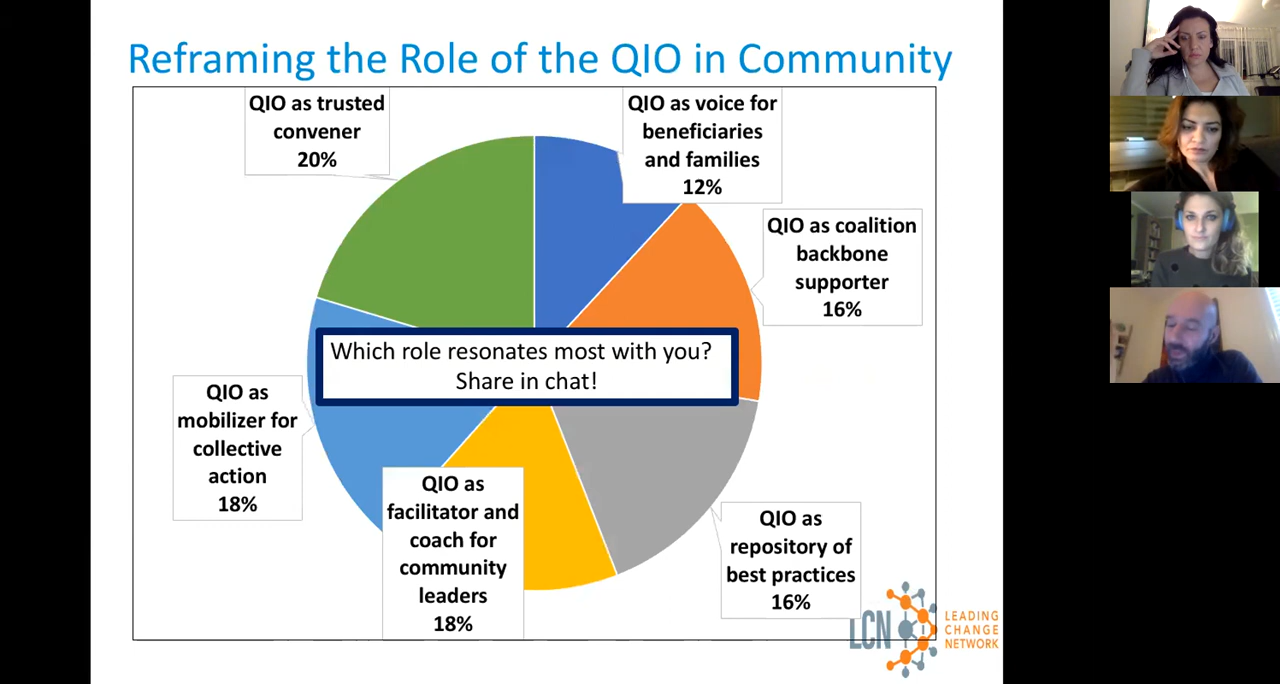 Reframing the Role of the QIO in Community
QIO as trusted
convener
20%
QIO as voice for
beneficiaries
and families
12%
QIO as coalition
backbone
supporter
16%
Which role resonates most with you?
Share in chat!
QIO as
mobilizer for
collective
action
18%
QIO as
facilitator and
coach for
community
leaders
18%
QIO as
repository of
best practices
16%
LCN
LEADING
CHANGE
NETWORK